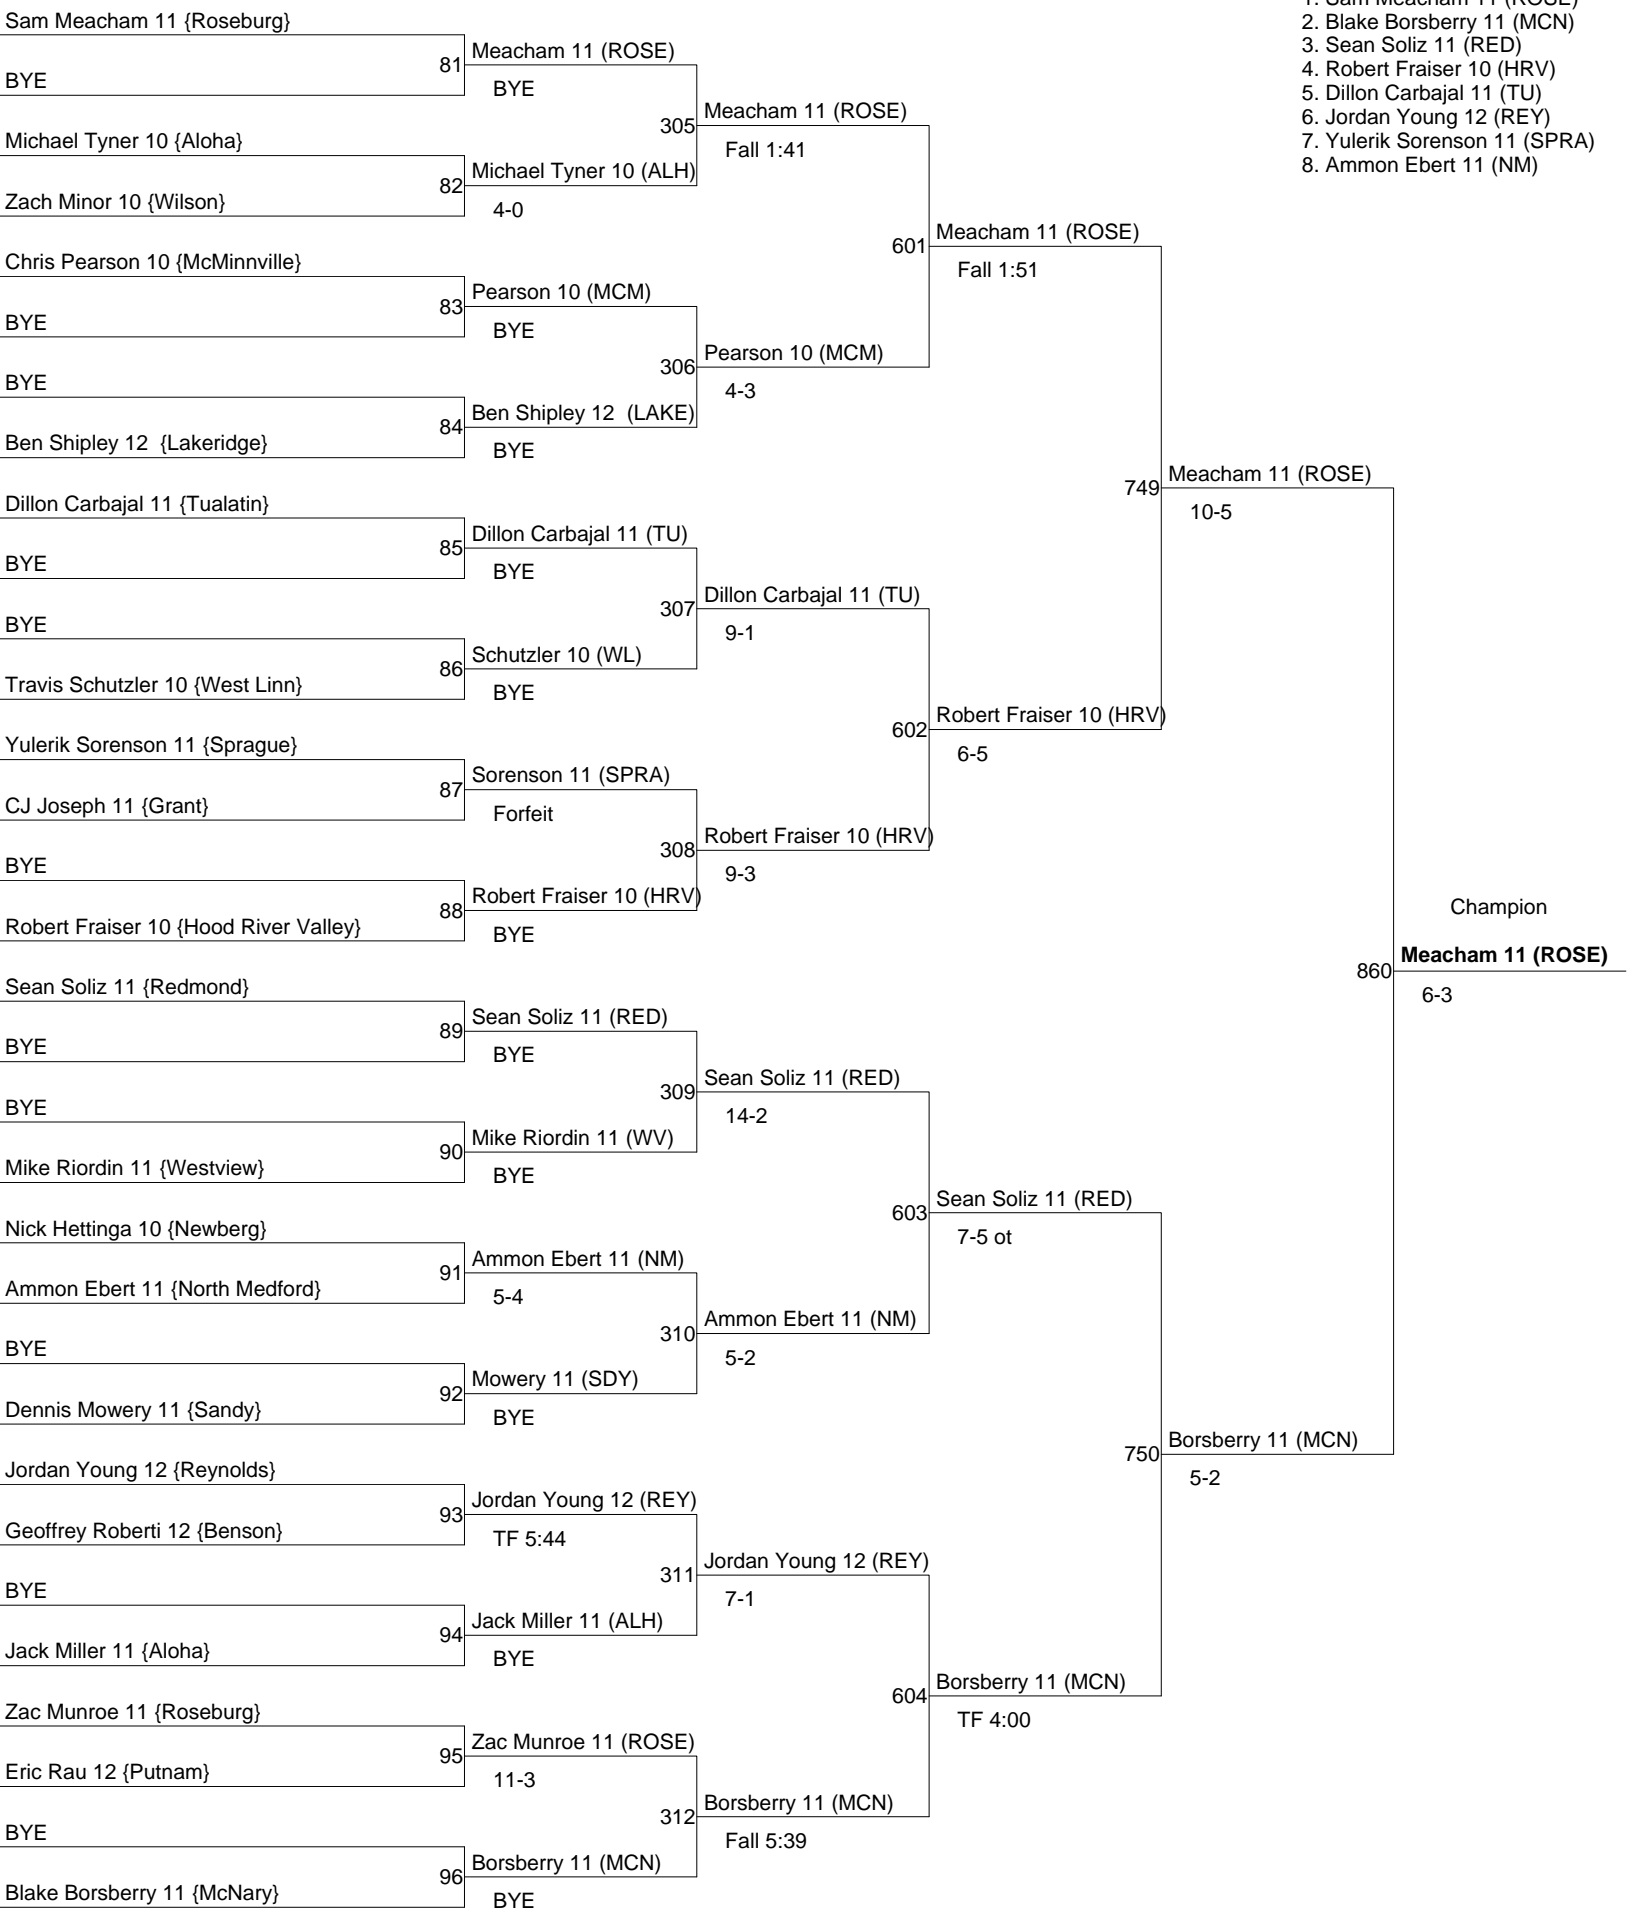 1. Sam Meacham 11 (ROSE)
2. Blake Borsberry 11 (MCN)
3. Sean Soliz 11 (RED)
4. Robert Fraiser 10 (HRV)
5. Dillon Carbajal 11 (TU)
6. Jordan Young 12 (REY)
7. Yulerik Sorenson 11 (SPRA)
8. Ammon Ebert 11 (NM)
Sam Meacham 11 {Roseburg}
BYE
Michael Tyner 10 {Aloha}
Zach Minor 10 {Wilson}
Chris Pearson 10 {McMinnville}
BYE
BYE
Ben Shipley 12  {Lakeridge}
Dillon Carbajal 11 {Tualatin}
BYE
BYE
Travis Schutzler 10 {West Linn}
Yulerik Sorenson 11 {Sprague}
CJ Joseph 11 {Grant}
BYE
Robert Fraiser 10 {Hood River Valley}
Sean Soliz 11 {Redmond}
BYE
BYE
Mike Riordin 11 {Westview}
Nick Hettinga 10 {Newberg}
Ammon Ebert 11 {North Medford}
BYE
Dennis Mowery 11 {Sandy}
Jordan Young 12 {Reynolds}
Geoffrey Roberti 12 {Benson}
BYE
Jack Miller 11 {Aloha}
Zac Munroe 11 {Roseburg}
Eric Rau 12 {Putnam}
BYE
Blake Borsberry 11 {McNary}
81
Meacham 11 (ROSE)
BYE
82
Michael Tyner 10 (ALH)
4-0
83
Pearson 10 (MCM)
BYE
84
Ben Shipley 12  (LAKE)
BYE
85
Dillon Carbajal 11 (TU)
BYE
86
Schutzler 10 (WL)
BYE
87
Sorenson 11 (SPRA)
Forfeit
88
Robert Fraiser 10 (HRV)
BYE
89
Sean Soliz 11 (RED)
BYE
90
Mike Riordin 11 (WV)
BYE
91
Ammon Ebert 11 (NM)
5-4
92
Mowery 11 (SDY)
BYE
93
Jordan Young 12 (REY)
TF 5:44
94
Jack Miller 11 (ALH)
BYE
95
Zac Munroe 11 (ROSE)
11-3
96
Borsberry 11 (MCN)
BYE
305
Meacham 11 (ROSE)
Fall 1:41
306
Pearson 10 (MCM)
4-3
307
Dillon Carbajal 11 (TU)
9-1
308
Robert Fraiser 10 (HRV)
9-3
309
Sean Soliz 11 (RED)
14-2
310
Ammon Ebert 11 (NM)
5-2
311
Jordan Young 12 (REY)
7-1
312
Borsberry 11 (MCN)
Fall 5:39
601
Meacham 11 (ROSE)
Fall 1:51
602
Robert Fraiser 10 (HRV)
6-5
603
Sean Soliz 11 (RED)
7-5 ot
604
Borsberry 11 (MCN)
TF 4:00
749
Meacham 11 (ROSE)
10-5
750
Borsberry 11 (MCN)
5-2
Champion
860
Meacham 11 (ROSE)
6-3